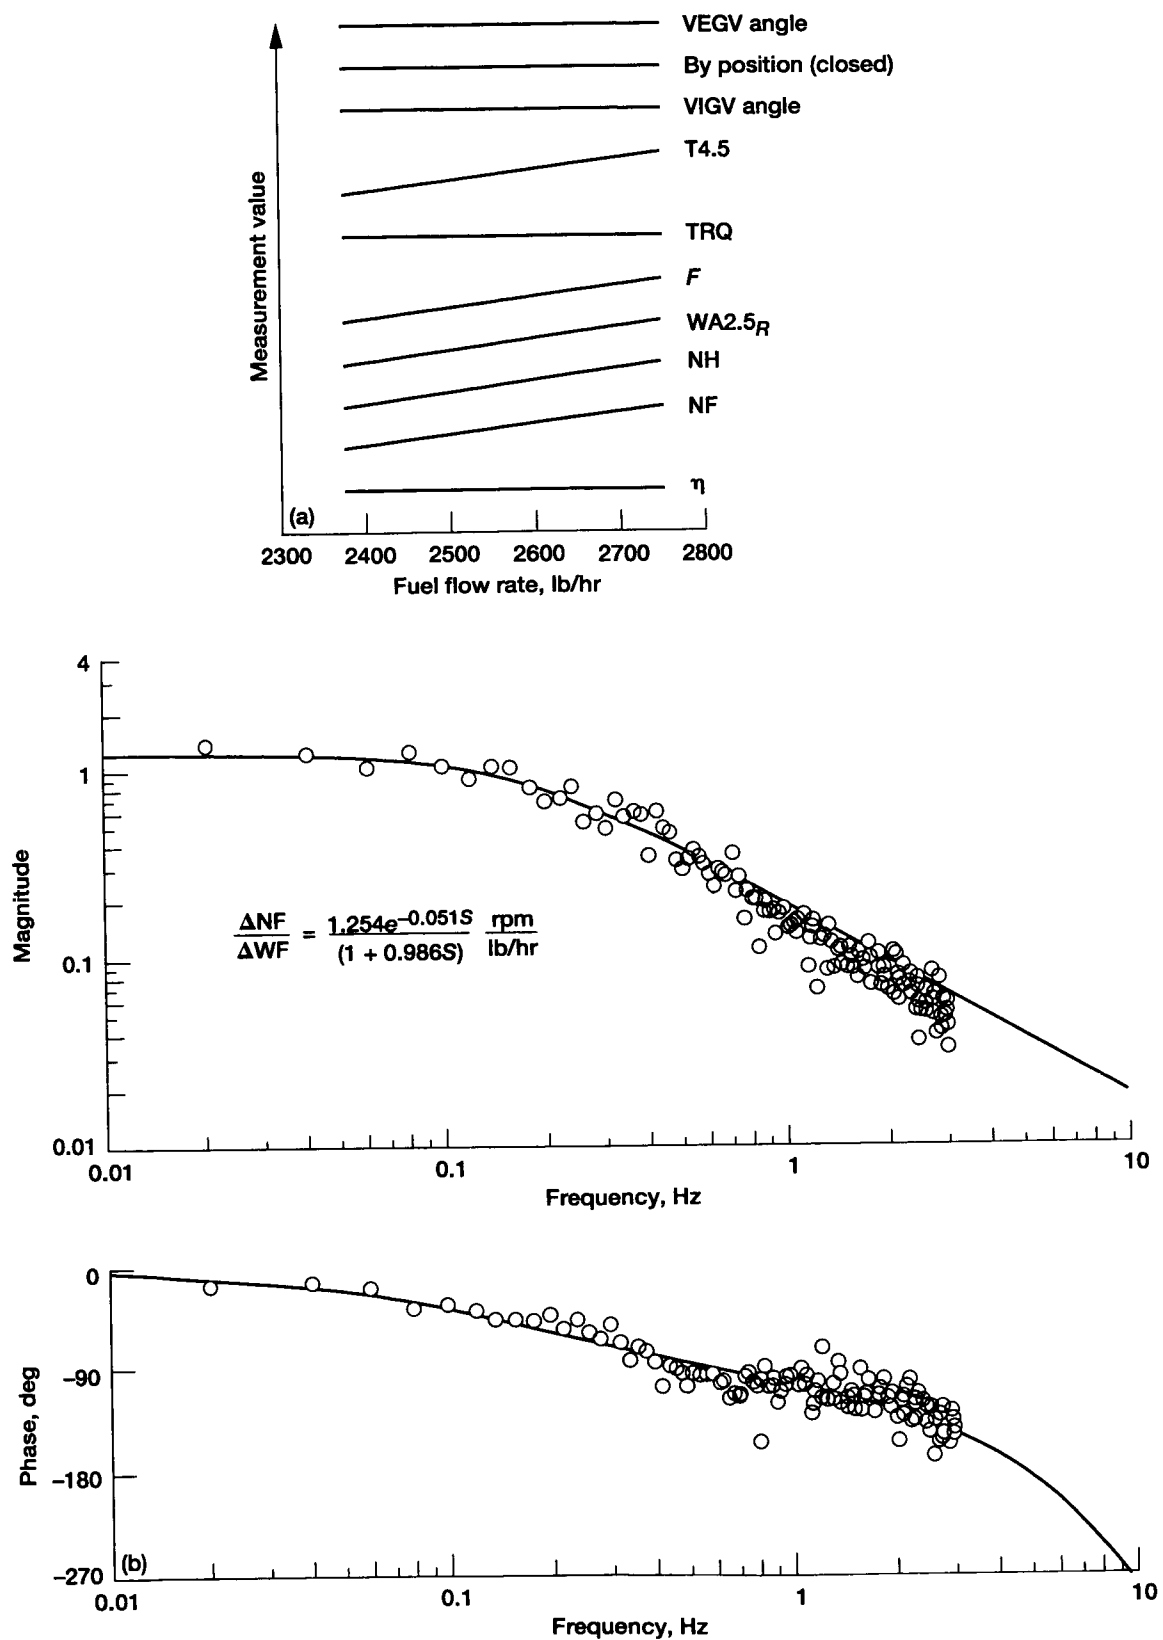 VEGV angle
By position (closed)
VIGV angle
T4.5
TRQ
F
WA2.5R
NH
NF
η
Measurement value
(a)
2300 2400 2500 2600 2700 2800
Fuel flow rate, lb/hr
4
1
0.1
0.01
Magnitude
ΔNF/ΔWF = 1.254e^−0.051S/(1 + 0.986S) rpm/lb/hr
0.01 0.1 1 10
Frequency, Hz
0
−90
−180
−270
Phase, deg
(b)
0.01 0.1 1 10
Frequency, Hz